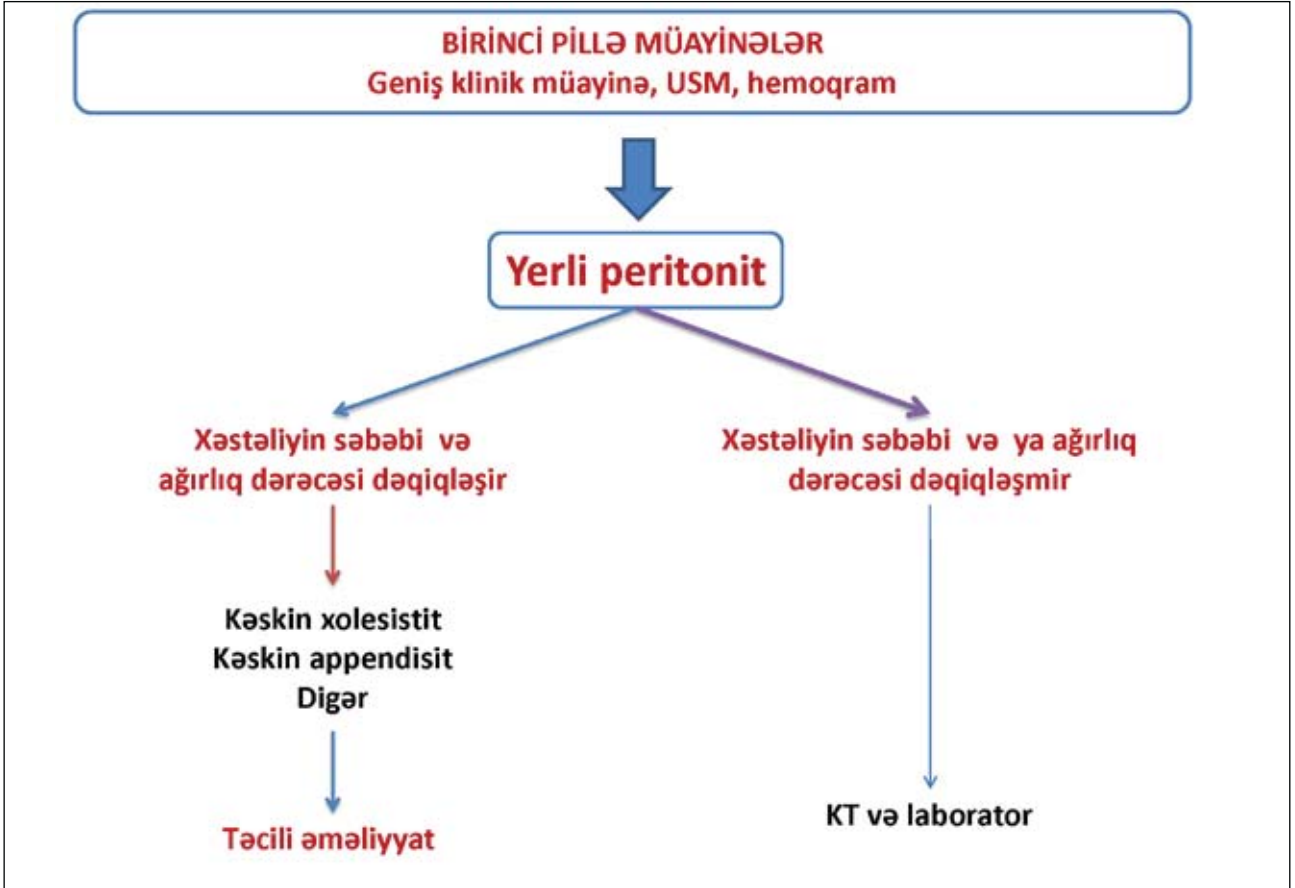 BİRİNCİ PİLLƏ MÜAYİNƏLƏR
Geniş klinik müayinə, USM, hemoqram
Yerli peritonit
Xəstəliyin səbəbi və
ağırlıq dərəcəsi dəqiqləşir
Xəstəliyin səbəbi və ya ağırlıq
dərəcəsi dəqiqləşmir
Kəskin xolesistit
Kəskin appendisit
Digər
Təcili əməliyyat
KT və laborator